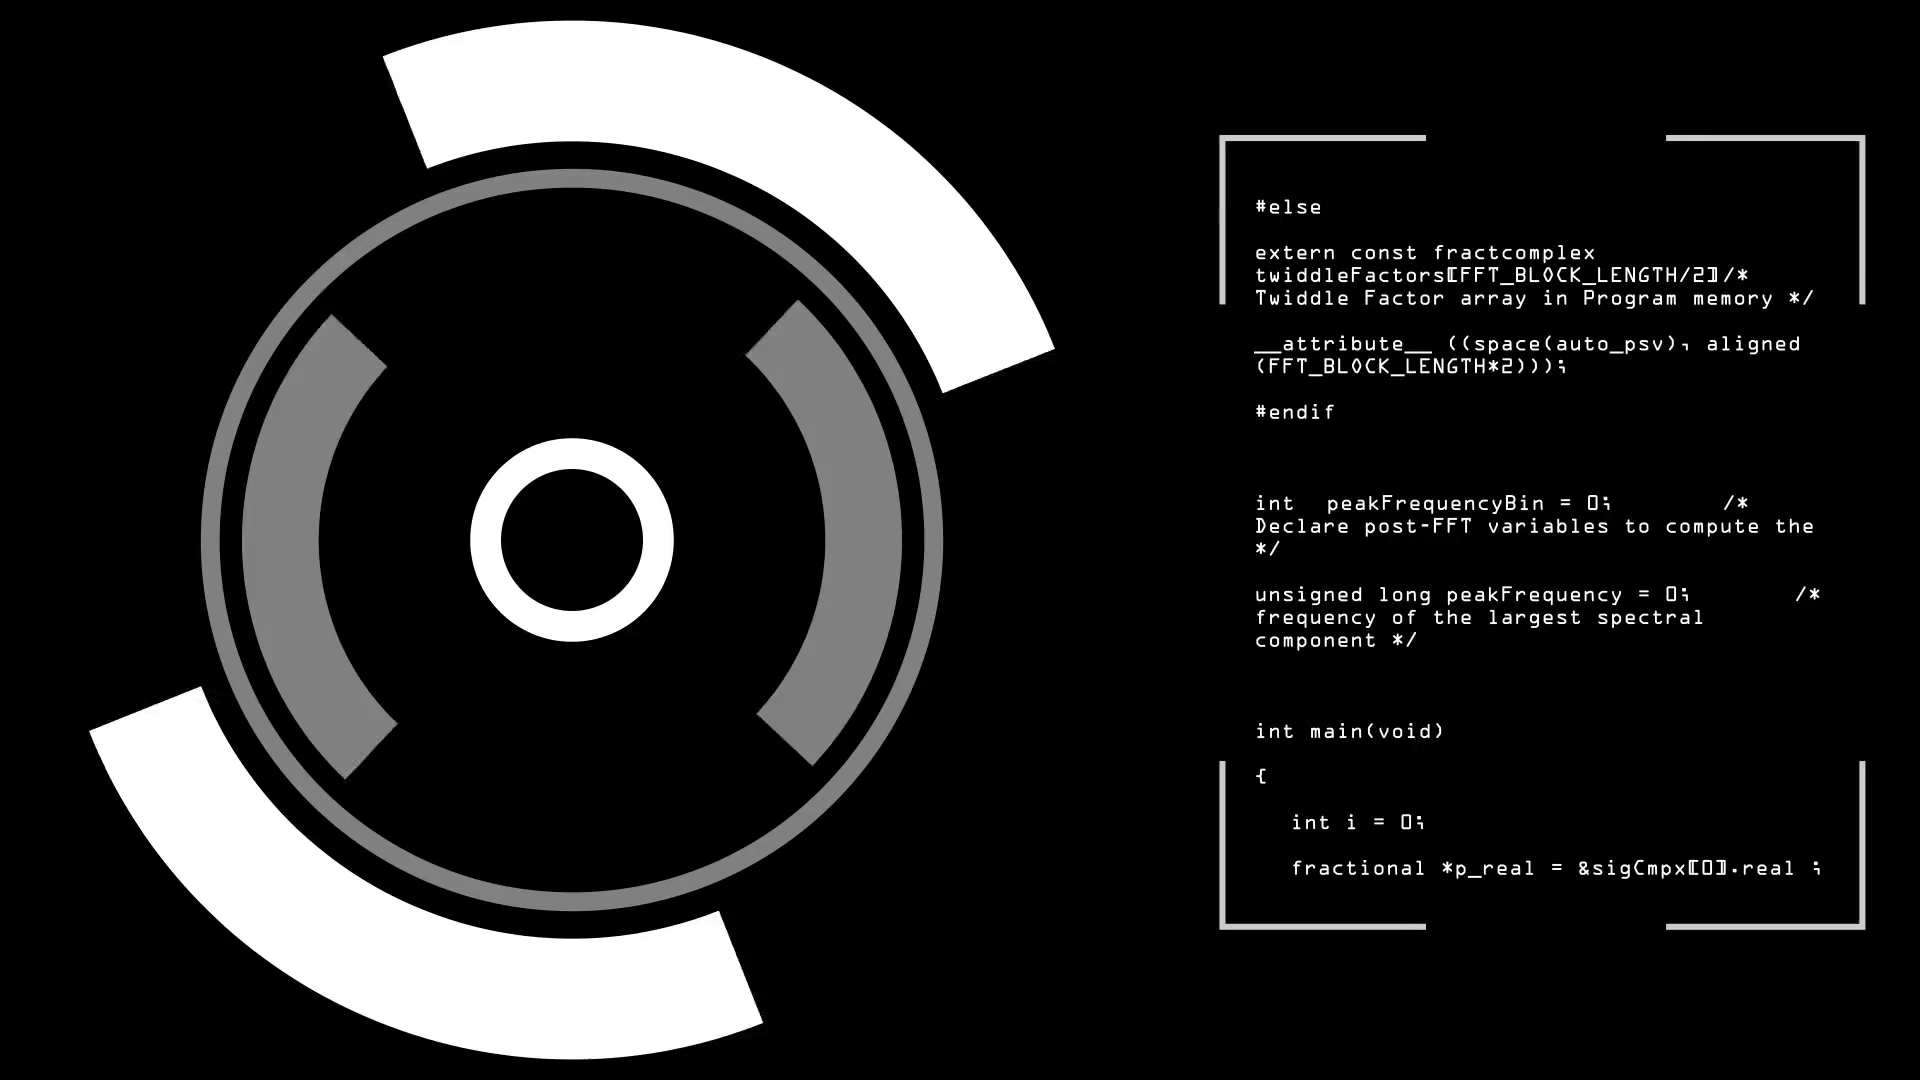 #else
extern const fractcomplex
twiddleFactors[FFT_BLOCK_LENGTH/2]/*
Twiddle Factor array in Program memory */
__attribute__ ((space(auto_psv), aligned
(FFT_BLOCK_LENGTH*2)));
#endif
int  peakFrequencyBin = 0;        /*
Declare post-FFT variables to compute the
*/
unsigned long peakFrequency = 0;        /*
frequency of the largest spectral
component */
int main(void)
{
int i = 0;
fractional *p_real = &sigCmpx[0].real ;